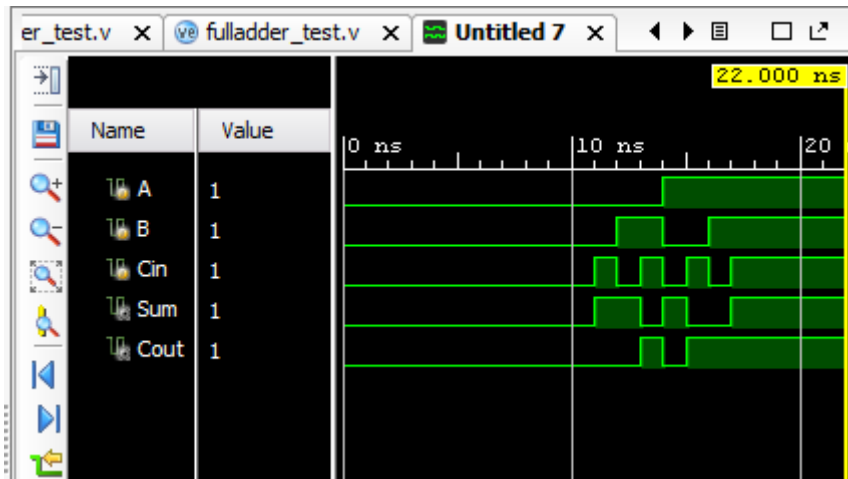 er_test.v fulladder_test.v Untitled 7
22.000 ns
Name Value
0 ns 10 ns 20
A 1
B 1
Cin 1
Sum 1
Cout 1